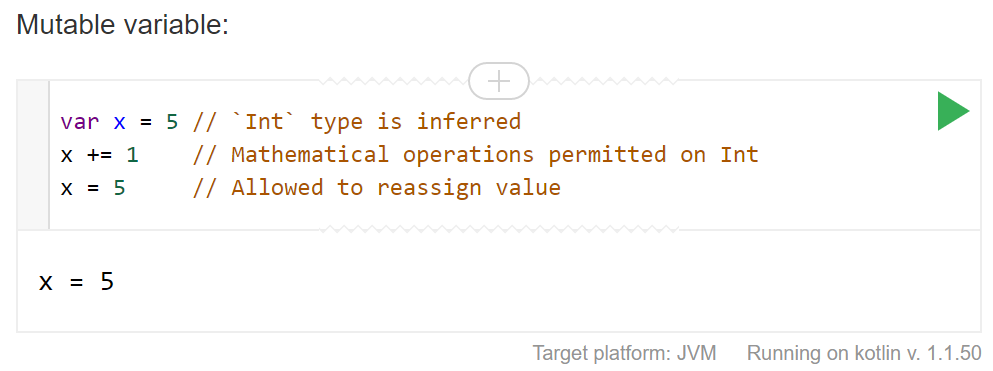 Mutable variable:
var x = 5 // `Int` type is inferred
x += 1    // Mathematical operations permitted on Int
x = 5     // Allowed to reassign value
x = 5
Target platform: JVM Running on kotlin v. 1.1.50